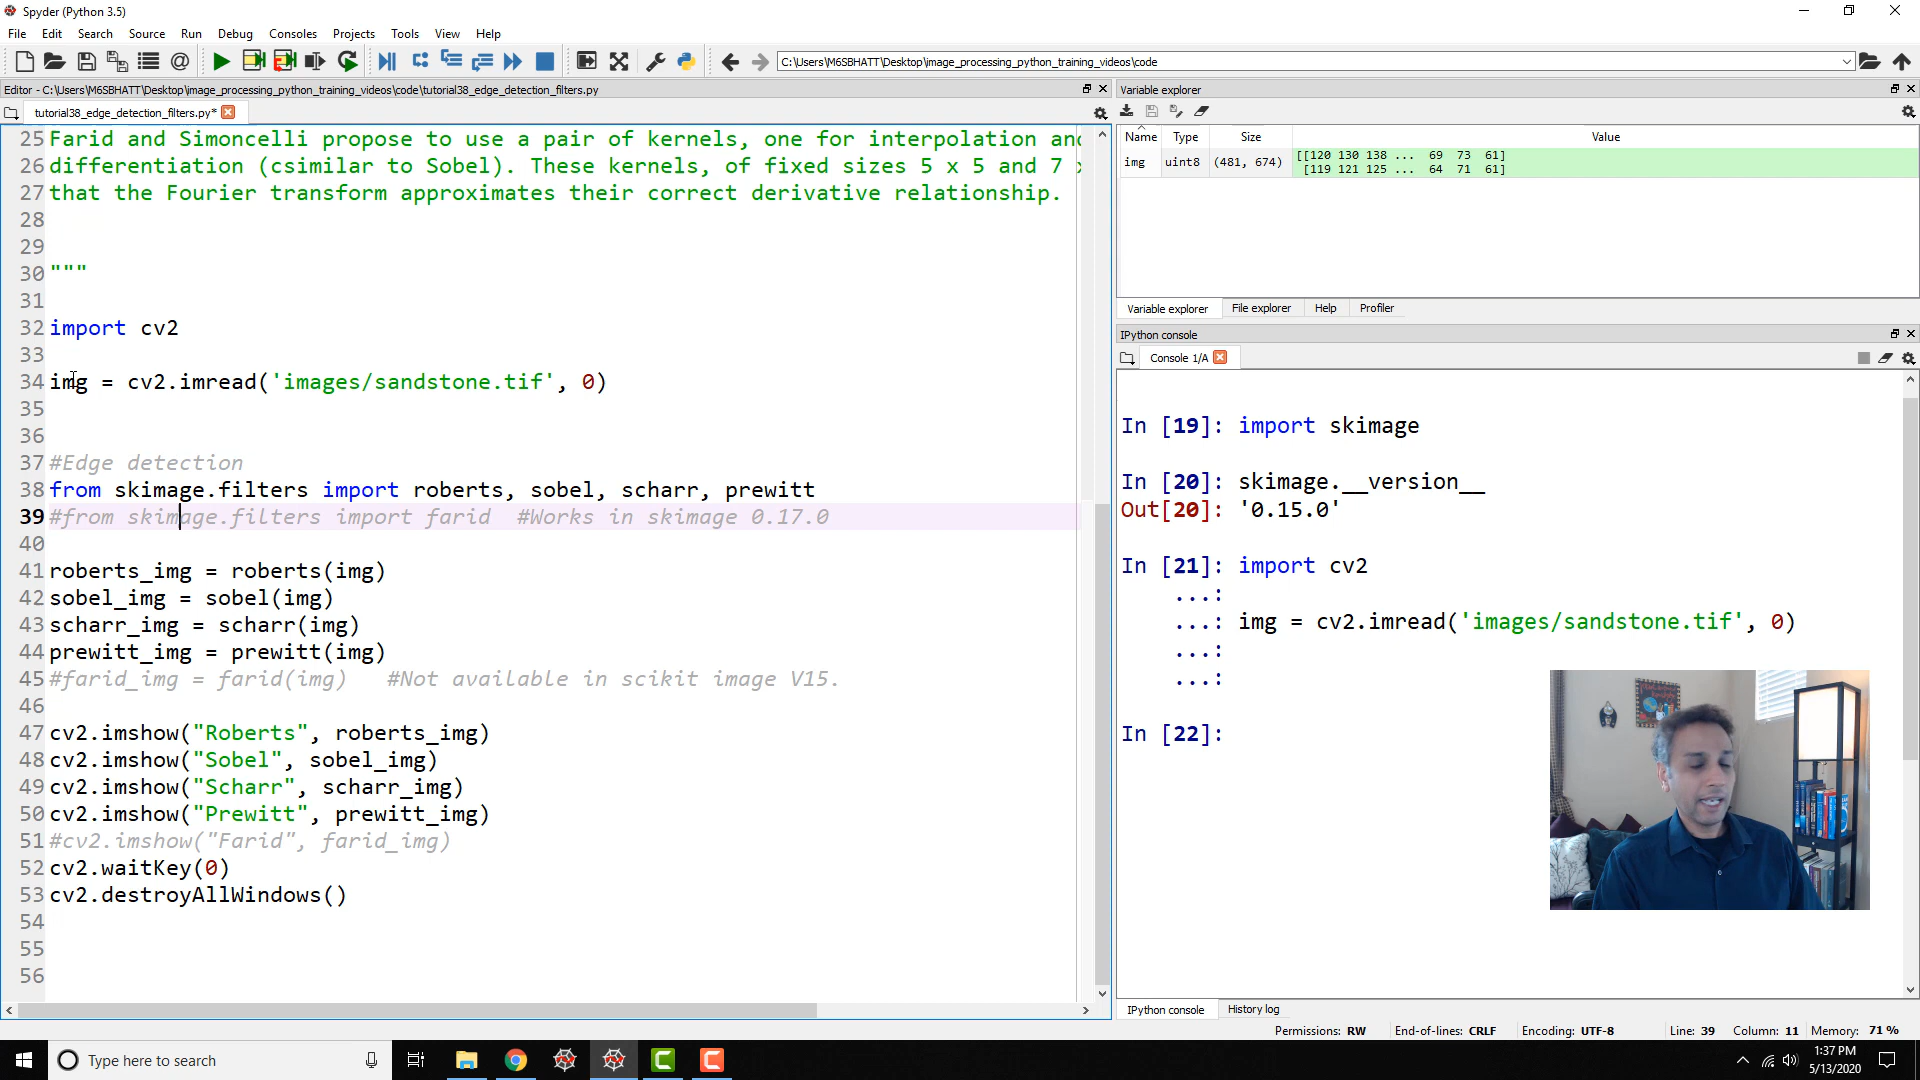 Spyder (Python 3.5)
File Edit Search Source Run Debug Consoles Projects Tools View Help
C:\Users\M6SBHATT\Desktop\image_processing_python_training_videos\code
Editor - C:\Users\M6SBHATT\Desktop\image_processing_python_training_videos\code\tutorial38_edge_detection_filters.py
tutorial38_edge_detection_filters.py*
25 Farid and Simoncelli propose to use a pair of kernels, one for interpolation an
26 differentiation (csimilar to Sobel). These kernels, of fixed sizes 5 x 5 and 7
27 that the Fourier transform approximates their correct derivative relationship.
28
29
30 """
31
32 import cv2
33
34 img = cv2.imread('images/sandstone.tif', 0)
35
36
37 #Edge detection
38 from skimage.filters import roberts, sobel, scharr, prewitt
39 #from skimage.filters import farid  #Works in skimage 0.17.0
40
41 roberts_img = roberts(img)
42 sobel_img = sobel(img)
43 scharr_img = scharr(img)
44 prewitt_img = prewitt(img)
45 #farid_img = farid(img)   #Not available in scikit image V15.
46
47 cv2.imshow("Roberts", roberts_img)
48 cv2.imshow("Sobel", sobel_img)
49 cv2.imshow("Scharr", scharr_img)
50 cv2.imshow("Prewitt", prewitt_img)
51 #cv2.imshow("Farid", farid_img)
52 cv2.waitKey(0)
53 cv2.destroyAllWindows()
54
55
56
Variable explorer
Name Type Size Value
img uint8 (481, 674) [[120 130 138 ... 69 73 61]
[119 121 125 ... 64 71 61]
Variable explorer File explorer Help Profiler
IPython console
Console 1/A
In [19]: import skimage
In [20]: skimage.__version__
Out[20]: '0.15.0'
In [21]: import cv2
...:
...: img = cv2.imread('images/sandstone.tif', 0)
...:
...:
In [22]:
IPython console History log
Permissions: RW End-of-lines: CRLF Encoding: UTF-8 Line: 39 Column: 11 Memory: 71 %
Type here to search
1:37 PM
5/13/2020